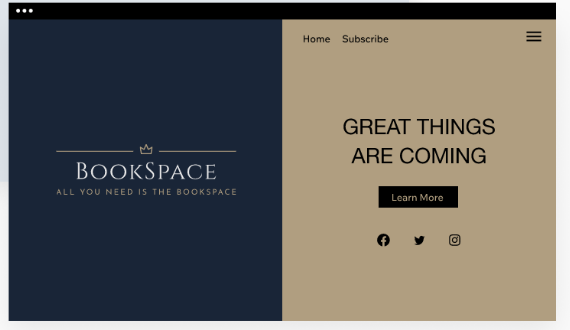 Home Subscribe
BookSpace
ALL YOU NEED IS THE BOOKSPACE
GREAT THINGS
ARE COMING
Learn More